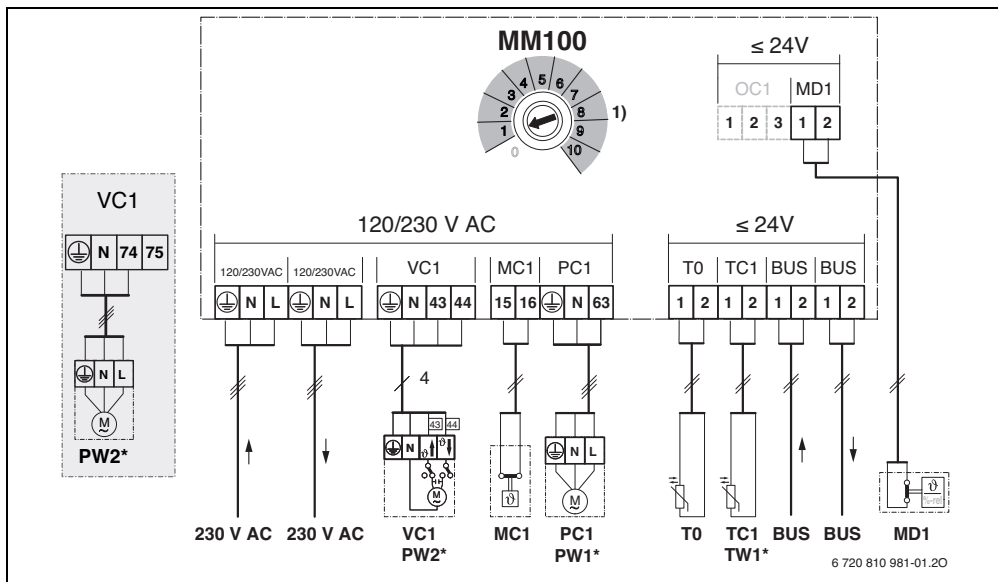 MM100
≤ 24V
OC1 MD1
1 2 3 1 2
0 1 2 3 4 5 6 7 8 9 10 1)
VC1
N 74 75
N L
M
PW2*
120/230 V AC
≤ 24V
120/230VAC 120/230VAC VC1 MC1 PC1 T0 TC1 BUS BUS
N L N L N 43 44 15 16 N 63 1 2 1 2 1 2 1 2
4
43 44
N ϑ ϑ
M
ϑ
N L
M
ϑ
%-rel
230 V AC 230 V AC VC1 MC1 PC1 T0 TC1 BUS BUS MD1
PW2* PW1* TW1*
6 720 810 981-01.2O